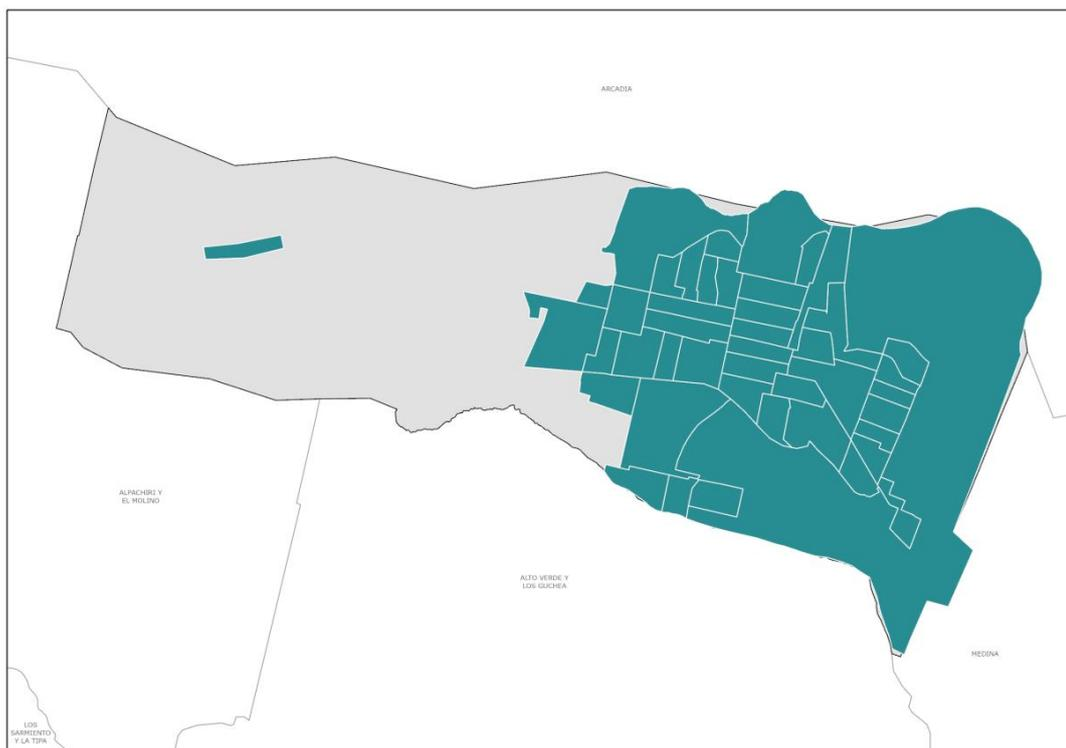 ARCADIA
ALPACHIRI Y
EL MOLINO
ALTO VERDE Y
LOS GUCHEA
MEDINA
LOS
SARMIENTO
Y LA TIPA